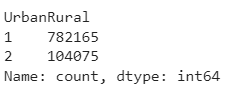 UrbanRural
1    782165
2    104075
Name: count, dtype: int64